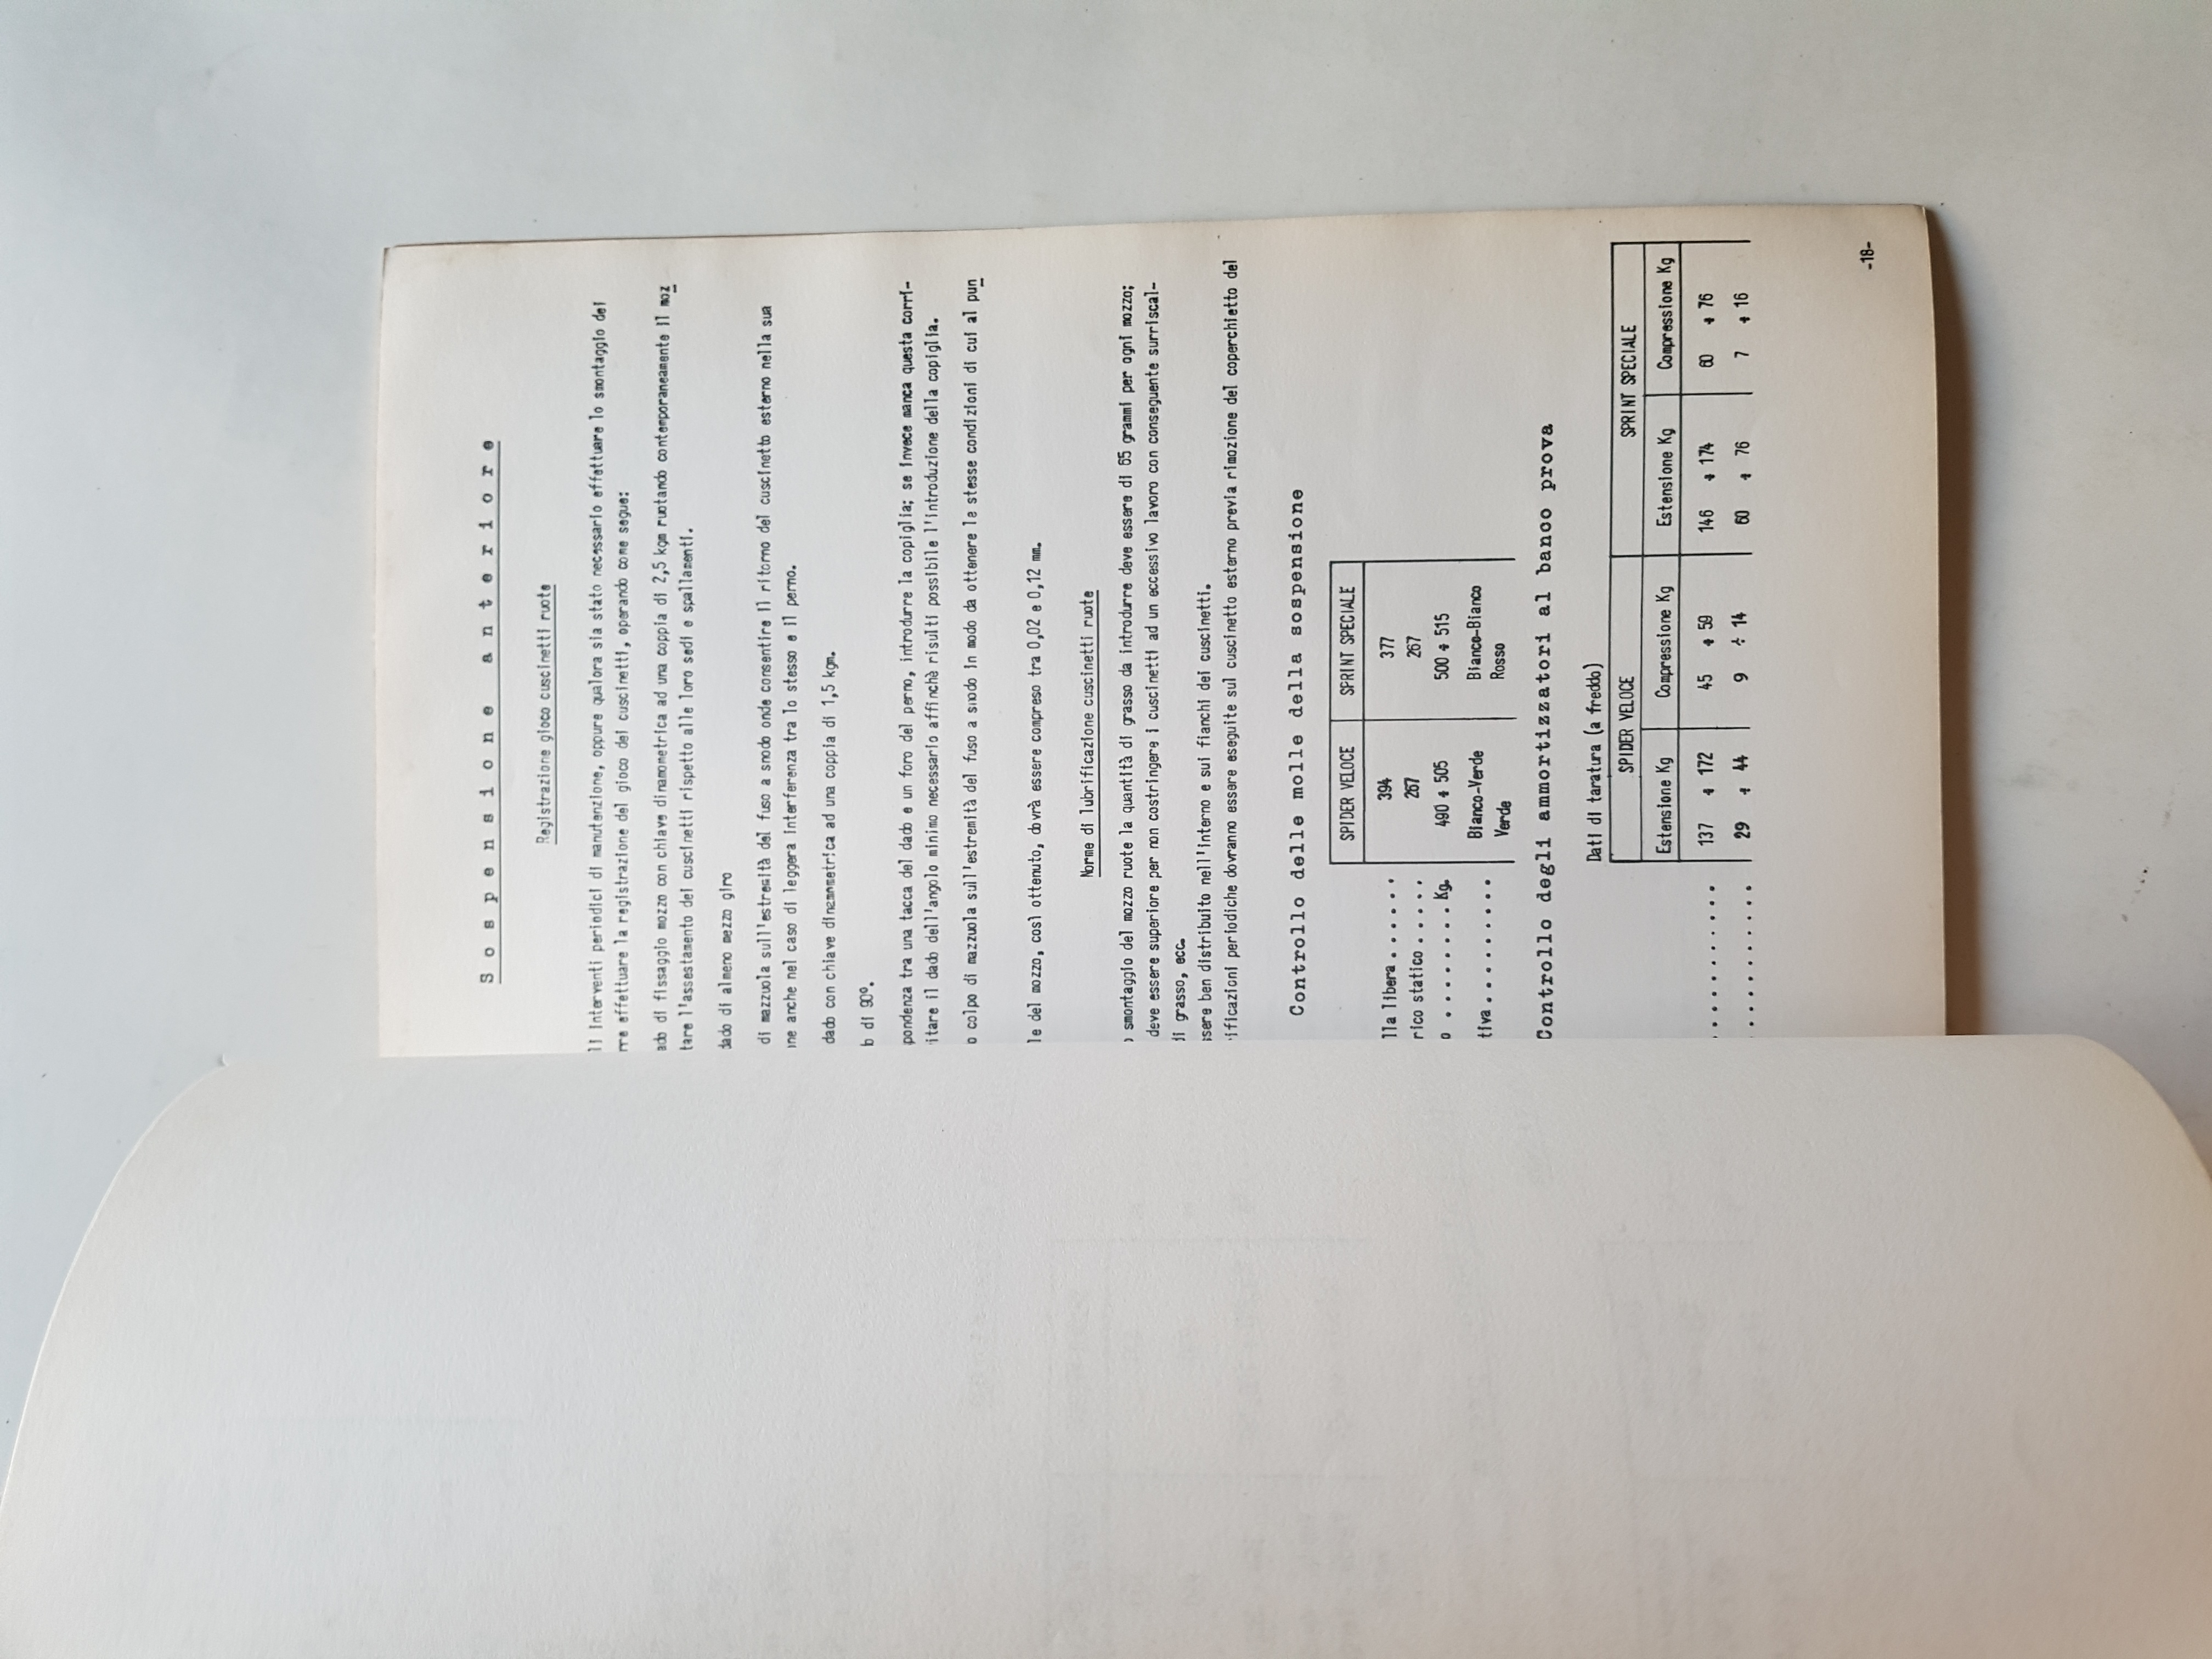 Sospensione anteriore
Registrazione gioco cuscinetti ruote
li interventi periodici di manutenzione, oppure qualora sia stato necessario effettuare lo smontaggio dei
rre effettuare la registrazione del gioco dei cuscinetti, operando come segue:
ado di fissaggio mozzo con chiave dinamometrica ad una coppia di 2,5 kgm ruotando contemporaneamente il moz
tare l'assestamento dei cuscinetti rispetto alle loro sedi e spallamenti.
dado di almeno mezzo giro
di mazzuola sull'estremità del fuso a snodo onde consentire il ritorno del cuscinetto esterno nella sua
ne anche nel caso di leggera interferenza tra lo stesso e il perno.
dado con chiave dinamometrica ad una coppia di 1,5 kgm.
b di 90°.
pondenza tra una tacca del dado e un foro del perno, introdurre la copiglia; se invece manca questa corri-
itare il dado dell'angolo minimo necessario affinchè risulti possibile l'introduzione della copiglia.
o colpo di mazzuola sull'estremità del fuso a snodo in modo da ottenere le stesse condizioni di cui al pun
le del mozzo, così ottenuto, dovrà essere compreso tra 0,02 e 0,12 mm.
Norme di lubrificazione cuscinetti ruote
smontaggio del mozzo ruote la quantità di grasso da introdurre deve essere di 65 grammi per ogni mozzo;
deve essere superiore per non costringere i cuscinetti ad un eccessivo lavoro con conseguente surriscal-
di grasso, ecc.
ssere ben distribuito nell'interno e sui fianchi dei cuscinetti.
ificazioni periodiche dovranno essere eseguite sul cuscinetto esterno previa rimozione del coperchietto del
Controllo delle molle della sospensione
SPIDER VELOCE SPRINT SPECIALE
lla libera . . . . . . 394 377
rico statico . . . . . 267 267
o . . . . . . . . . Kg. 490 ÷ 505 500 ÷ 515
tiva . . . . . . . . . . Bianco-Verde Bianco-Bianco
Verde Rosso
Controllo degli ammortizzatori al banco prova
Dati di taratura (a freddo)
SPIDER VELOCE SPRINT SPECIALE
Estensione Kg Compressione Kg Estensione Kg Compressione Kg
. . . . . . . . . . . 137 ÷ 172 45 ÷ 59 146 ÷ 174 60 ÷ 76
. . . . . . . . . . . 29 ÷ 44 9 ÷ 14 60 ÷ 76 7 ÷ 16
-18-